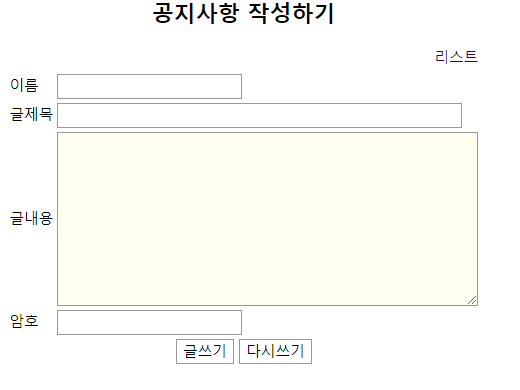 공지사항 작성하기
리스트
이름
글제목
글내용
암호
글쓰기 다시쓰기